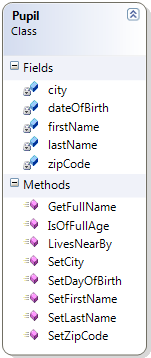 Pupil
Class
Fields
city
dateOfBirth
firstName
lastName
zipCode
Methods
GetFullName
IsOfFullAge
LivesNearBy
SetCity
SetDayOfBirth
SetFirstName
SetLastName
SetZipCode